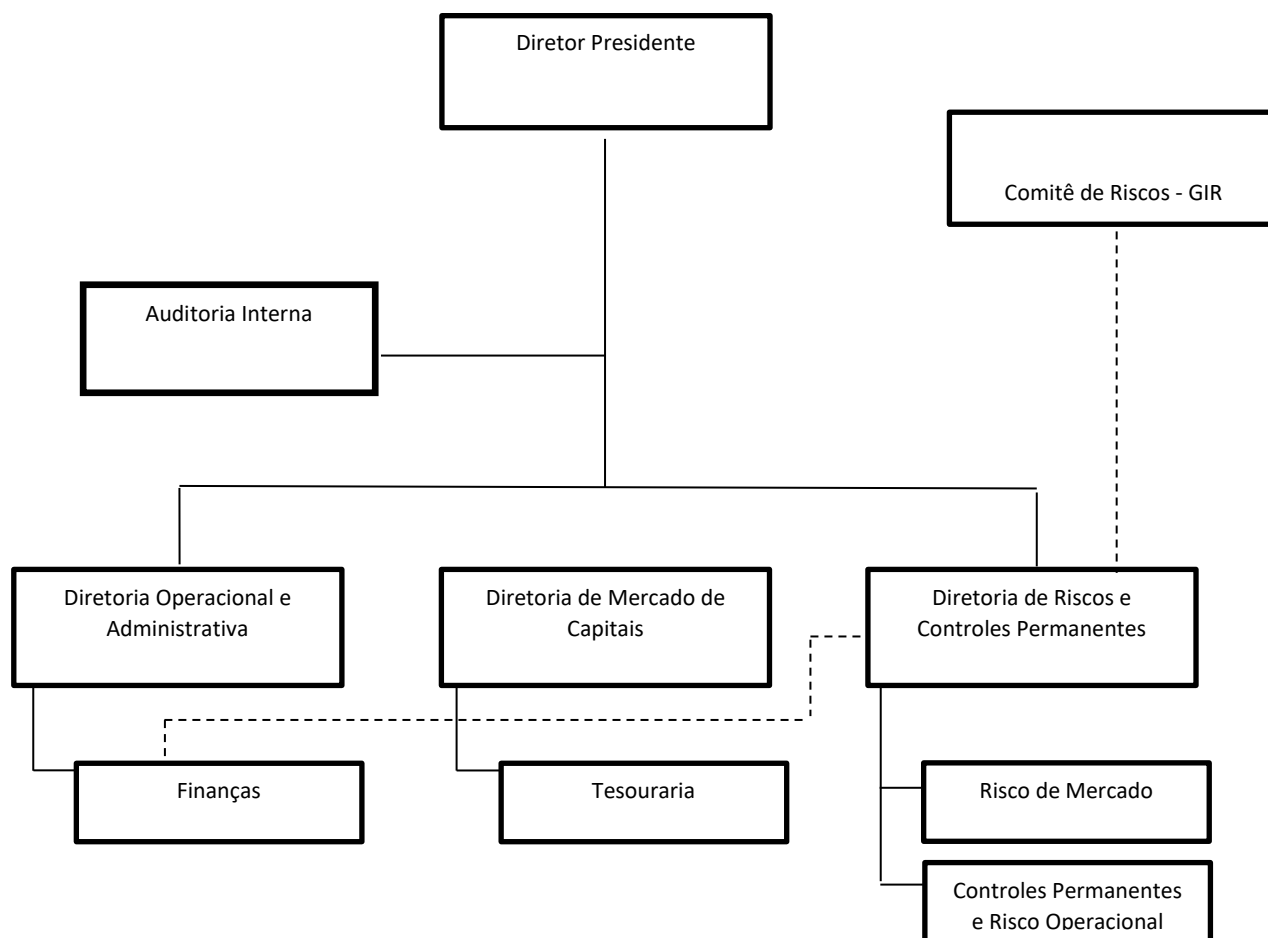 Diretor Presidente
Comitê de Riscos - GIR
Auditoria Interna
Diretoria Operacional e
Administrativa
Diretoria de Mercado de
Capitais
Diretoria de Riscos e
Controles Permanentes
Finanças
Tesouraria
Risco de Mercado
Controles Permanentes
e Risco Operacional